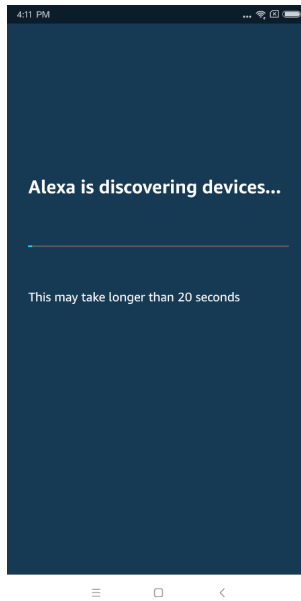 4:11 PM
Alexa is discovering devices...
This may take longer than 20 seconds